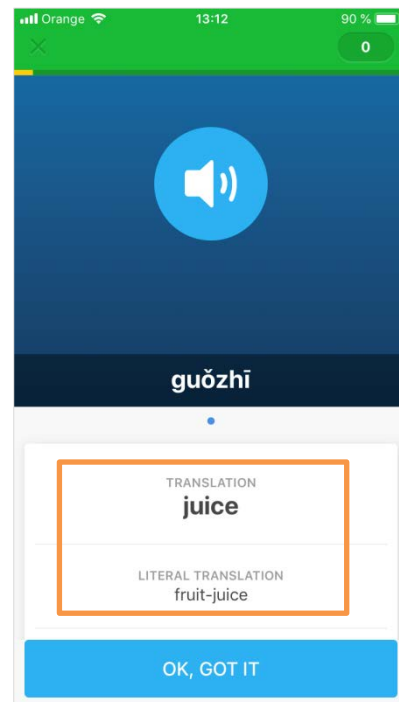 Orange 13:12 90 %
0
guǒzhī
TRANSLATION
juice
LITERAL TRANSLATION
fruit-juice
OK, GOT IT